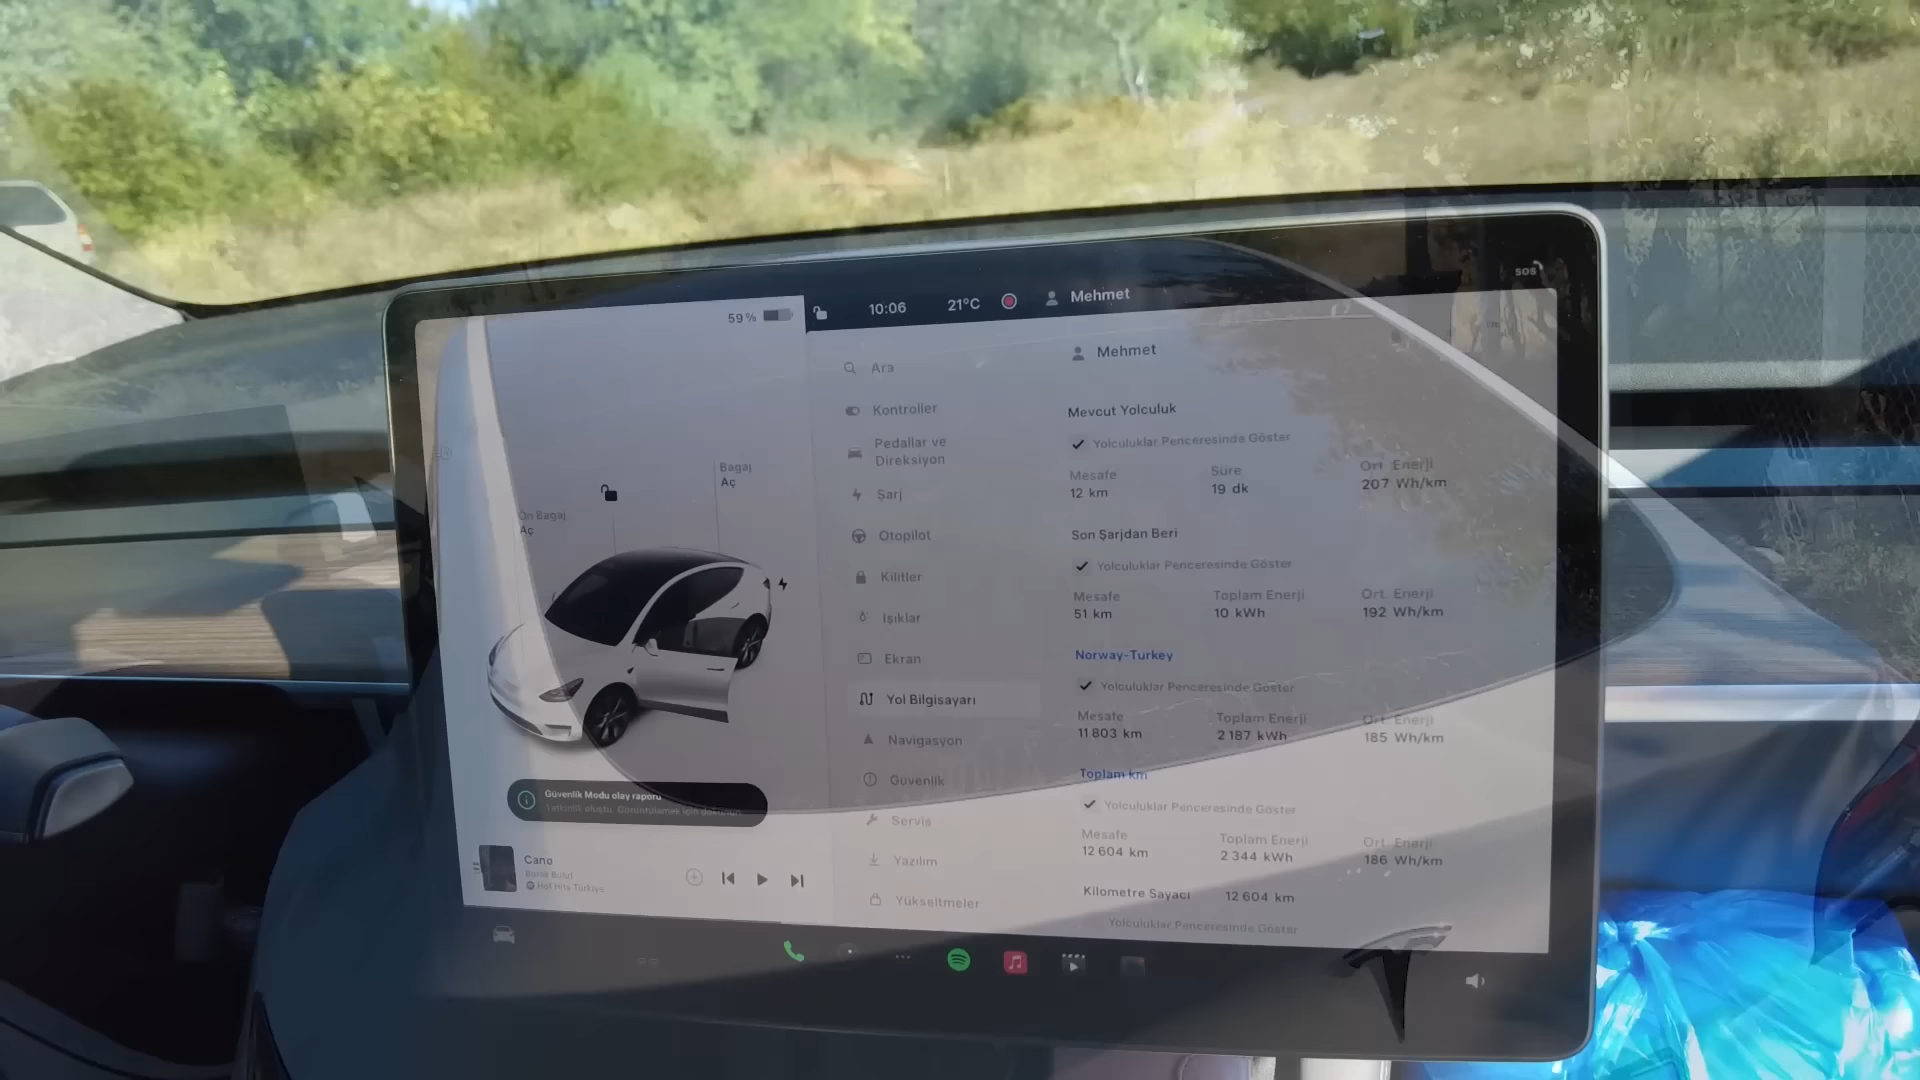 59 %
10:06
21°C
Mehmet
SOS
Bagaj
Aç
Ön Bagaj
Aç
Güvenlik Modu olay raporu
Cano
Hot Hits Türkiye
Ara
Kontroller
Pedallar ve
Direksiyon
Şarj
Otopilot
Kilitler
Işıklar
Ekran
Yol Bilgisayarı
Navigasyon
Güvenlik
Servis
Yazılım
Yükseltmeler
Mehmet
Mevcut Yolculuk
Yolculuklar Penceresinde Göster
Mesafe Süre Ort. Enerji
12 km 19 dk 207 Wh/km
Son Şarjdan Beri
Yolculuklar Penceresinde Göster
Mesafe Toplam Enerji Ort. Enerji
51 km 10 kWh 192 Wh/km
Norway-Turkey
Yolculuklar Penceresinde Göster
Mesafe Toplam Enerji Ort. Enerji
11 803 km 2 187 kWh 185 Wh/km
Toplam km
Yolculuklar Penceresinde Göster
Mesafe Toplam Enerji Ort. Enerji
12 604 km 2 344 kWh 186 Wh/km
Kilometre Sayacı 12 604 km
Yolculuklar Penceresinde Göster